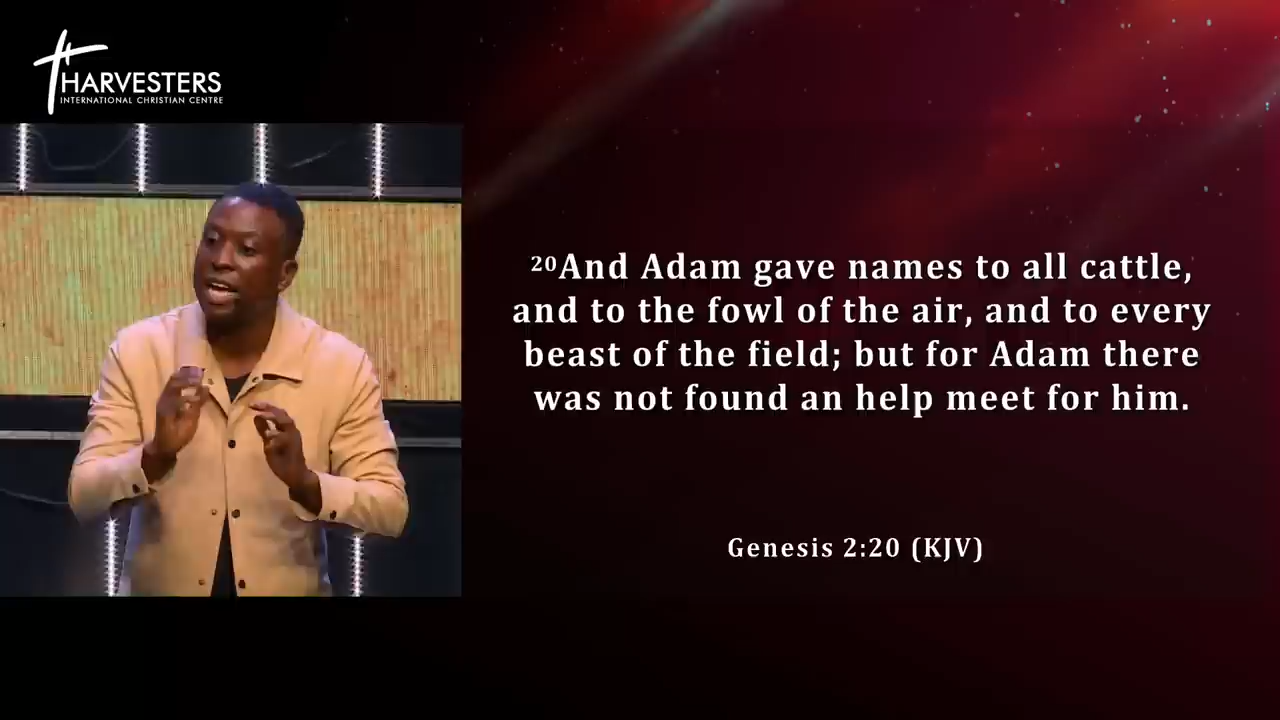 HARVESTERS
INTERNATIONAL CHRISTIAN CENTRE
20And Adam gave names to all cattle,
and to the fowl of the air, and to every
beast of the field; but for Adam there
was not found an help meet for him.
Genesis 2:20 (KJV)